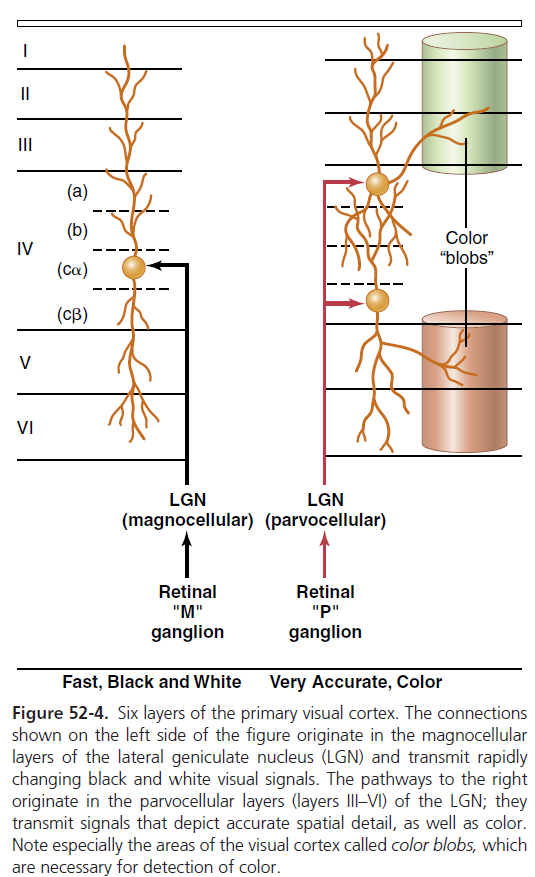 I
II
III
(a)
(b)
IV
(cα)
(cβ)
V
VI
Color
"blobs"
LGN
(magnocellular)
LGN
(parvocellular)
Retinal
"M"
ganglion
Retinal
"P"
ganglion
Fast, Black and White
Very Accurate, Color
Figure 52-4. Six layers of the primary visual cortex. The connections
shown on the left side of the figure originate in the magnocellular
layers of the lateral geniculate nucleus (LGN) and transmit rapidly
changing black and white visual signals. The pathways to the right
originate in the parvocellular layers (layers III–VI) of the LGN; they
transmit signals that depict accurate spatial detail, as well as color.
Note especially the areas of the visual cortex called color blobs, which
are necessary for detection of color.